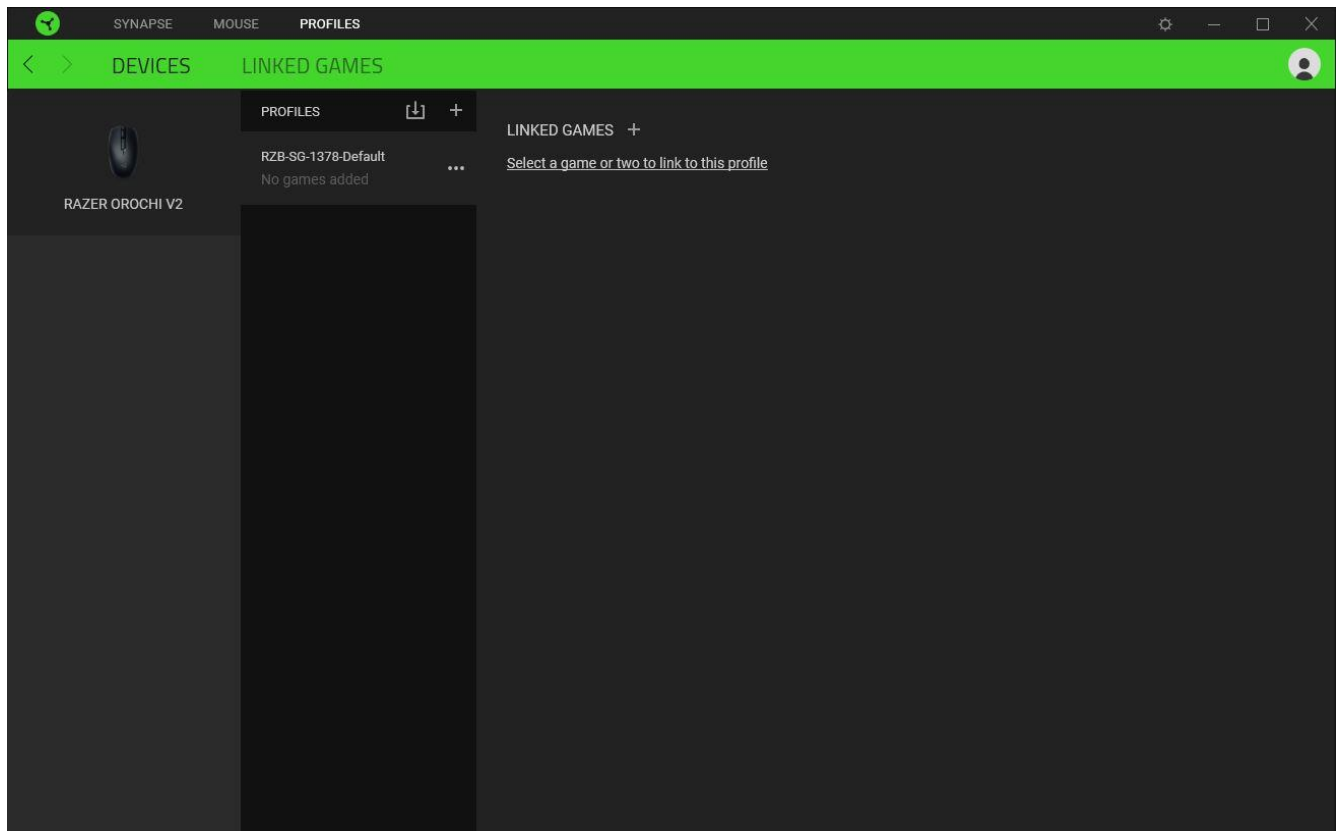 SYNAPSE MOUSE PROFILES
DEVICES LINKED GAMES
PROFILES
RZB-SG-1378-Default
No games added
RAZER OROCHI V2
LINKED GAMES
Select a game or two to link to this profile